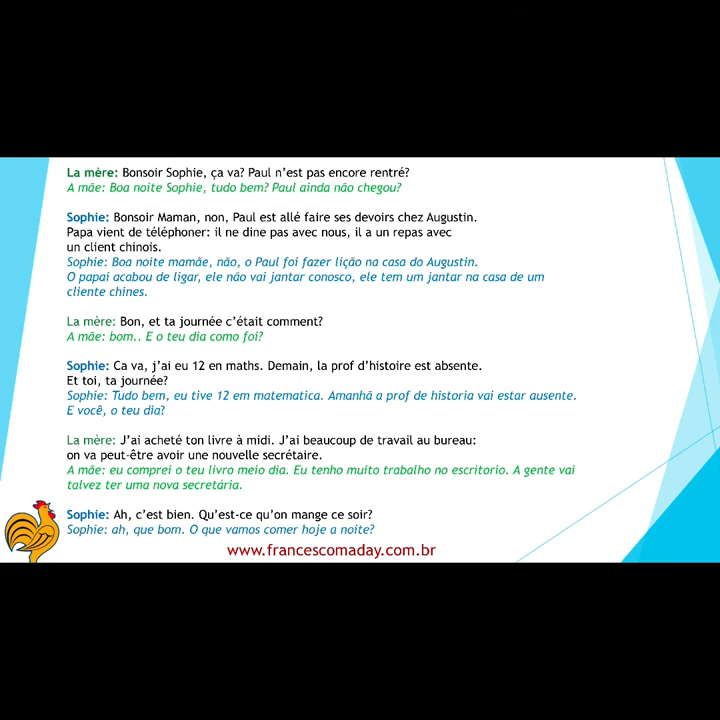 La mère: Bonsoir Sophie, ça va? Paul n'est pas encore rentré?
A mãe: Boa noite Sophie, tudo bem? Paul ainda não chegou?
Sophie: Bonsoir Maman, non, Paul est allé faire ses devoirs chez Augustin.
Papa vient de téléphoner: il ne dine pas avec nous, il a un repas avec
un client chinois.
Sophie: Boa noite mamãe, não, o Paul foi fazer lição na casa do Augustin.
O papai acabou de ligar, ele não vai jantar conosco, ele tem um jantar na casa de um
cliente chines.
La mère: Bon, et ta journée c'était comment?
A mãe: bom.. E o teu dia como foi?
Sophie: Ca va, j'ai eu 12 en maths. Demain, la prof d'histoire est absente.
Et toi, ta journée?
Sophie: Tudo bem, eu tive 12 em matematica. Amanhã a prof de historia vai estar ausente.
E você, o teu dia?
La mère: J'ai acheté ton livre à midi. J'ai beaucoup de travail au bureau:
on va peut-être avoir une nouvelle secrétaire.
A mãe: eu comprei o teu livro meio dia. Eu tenho muito trabalho no escritorio. A gente vai
talvez ter uma nova secretária.
Sophie: Ah, c'est bien. Qu'est-ce qu'on mange ce soir?
Sophie: ah, que bom. O que vamos comer hoje a noite?
www.francescomaday.com.br